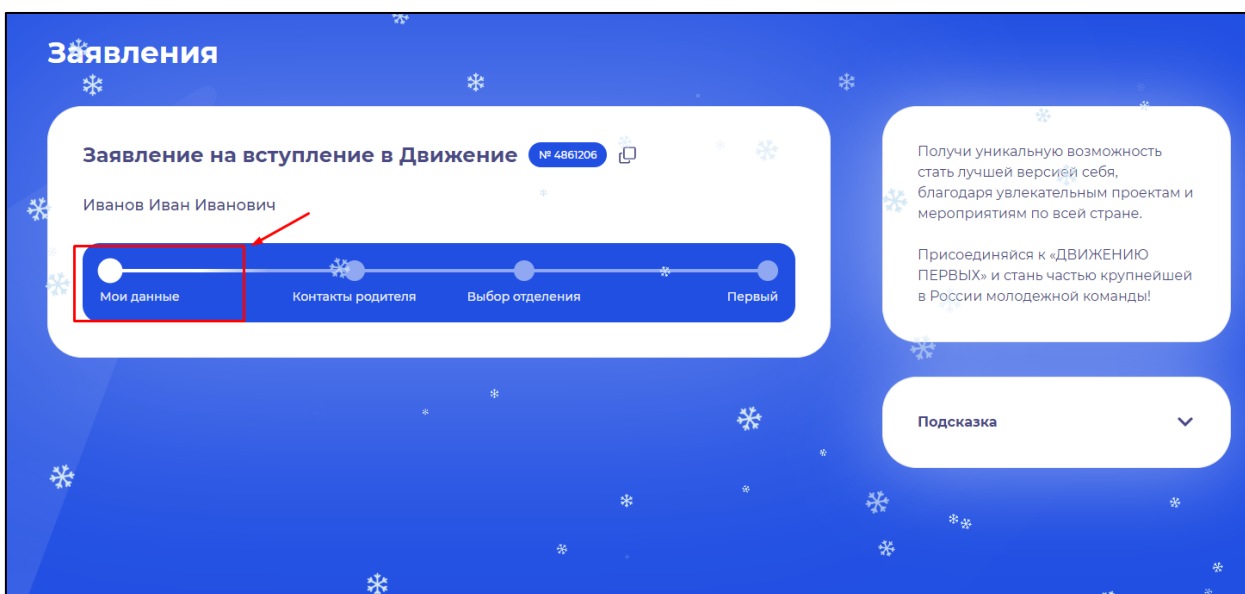 Заявления
Заявление на вступление в Движение № 4861206
Иванов Иван Иванович
Мои данные Контакты родителя Выбор отделения Первый
Получи уникальную возможность
стать лучшей версией себя,
благодаря увлекательным проектам и
мероприятиям по всей стране.
Присоединяйся к «ДВИЖЕНИЮ
ПЕРВЫХ» и стань частью крупнейшей
в России молодежной команды!
Подсказка